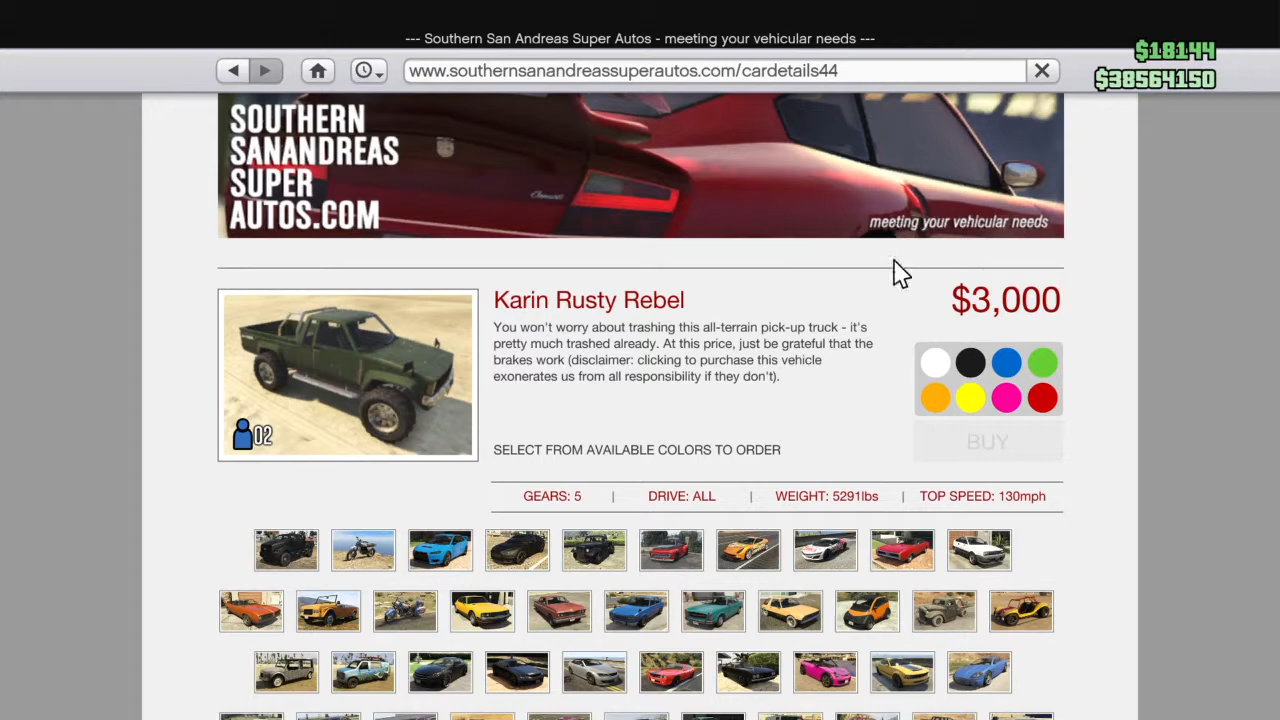 --- Southern San Andreas Super Autos - meeting your vehicular needs ---
$18144
www.southernsanandreassuperautos.com/cardetails44
$38564150
SOUTHERN
SANANDREAS
SUPER
AUTOS.COM
meeting your vehicular needs
Karin Rusty Rebel
$3,000
You won't worry about trashing this all-terrain pick-up truck - it's
pretty much trashed already. At this price, just be grateful that the
brakes work (disclaimer: clicking to purchase this vehicle
exonerates us from all responsibility if they don't).
02
SELECT FROM AVAILABLE COLORS TO ORDER
BUY
GEARS: 5 | DRIVE: ALL | WEIGHT: 5291lbs | TOP SPEED: 130mph